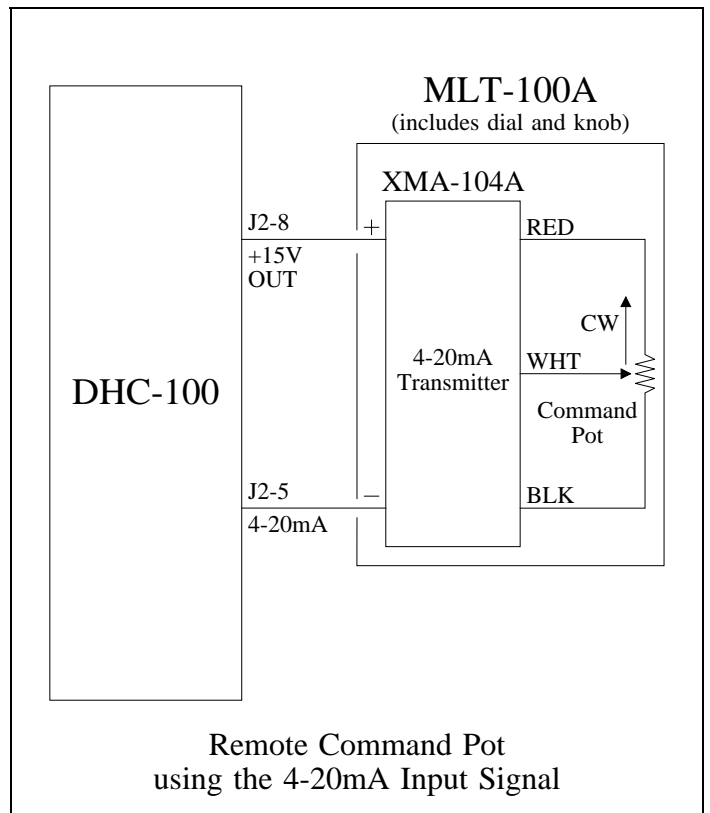 MLT-100A
(includes dial and knob)
XMA-104A
J2-8
+
RED
+15V
OUT
CW
DHC-100
4-20mA
Transmitter
WHT
Command
Pot
J2-5
−
BLK
4-20mA
Remote Command Pot
using the 4-20mA Input Signal